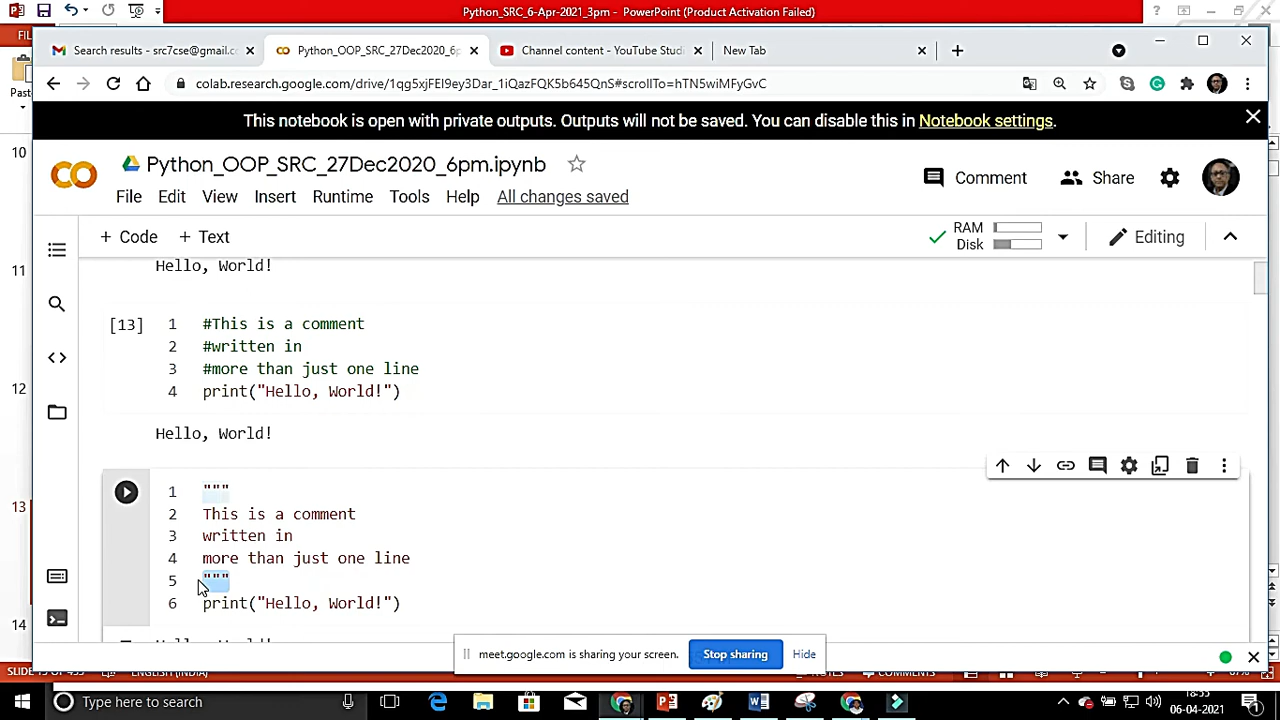 Python_SRC_6-Apr-2021_3pm - PowerPoint (Product Activation Failed)
Search results - src7cse@gmail.c
Python_OOP_SRC_27Dec2020_6p
Channel content - YouTube Studi
New Tab
Paste
colab.research.google.com/drive/1qg5xjFEI9ey3Dar_1iQazFQK5b645QnS#scrollTo=hTN5wiMFyGvC
This notebook is open with private outputs. Outputs will not be saved. You can disable this in Notebook settings.
10
Python_OOP_SRC_27Dec2020_6pm.ipynb
Comment
Share
File Edit View Insert Runtime Tools Help All changes saved
+ Code + Text
RAM
Disk
Editing
Hello, World!
11
[13]
1 #This is a comment
2 #written in
3 #more than just one line
4 print("Hello, World!")
12
Hello, World!
1 """
2 This is a comment
3 written in
4 more than just one line
5 """
6 print("Hello, World!")
13
14
Hello, World!
meet.google.com is sharing your screen.
Stop sharing
Hide
ENGLISH (INDIA)
COMMENTS
Type here to search
06-04-2021